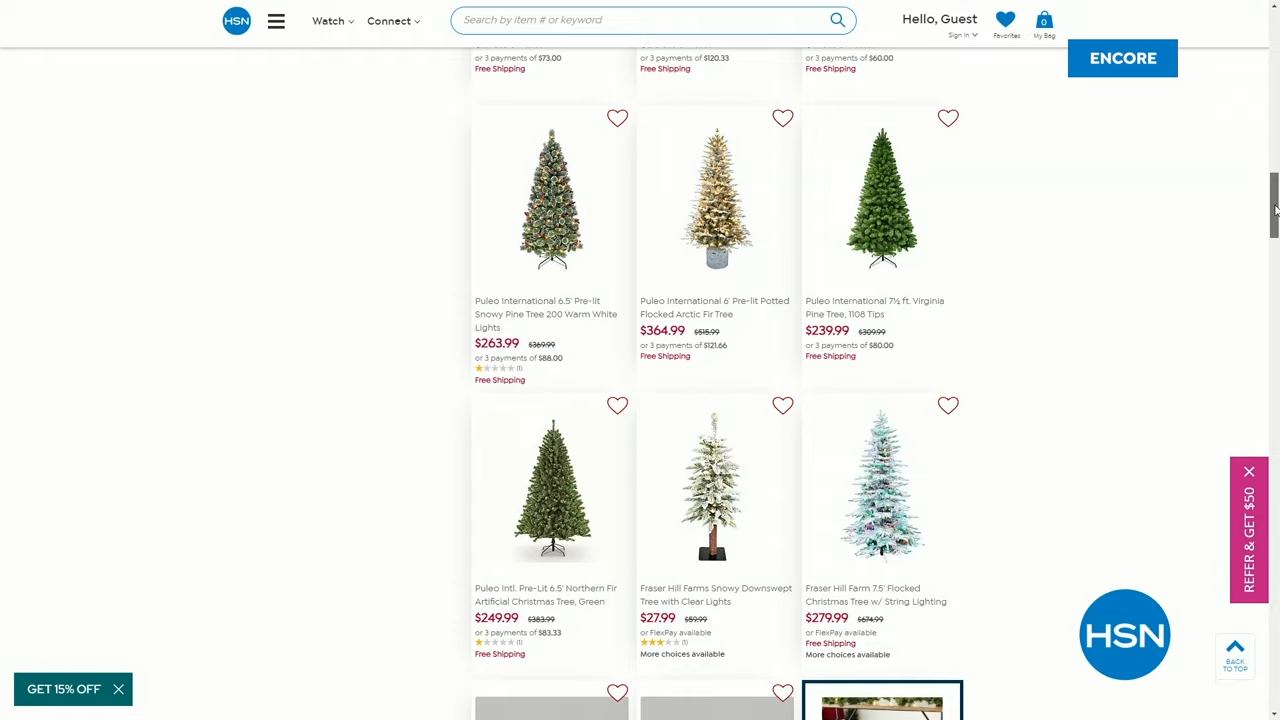 HSN
Watch
Connect
Search by item # or keyword
Hello, Guest
Sign In
Favorites
0
My Bag
ENCORE
or 3 payments of $73.00
Free Shipping
or 3 payments of $120.33
Free Shipping
or 3 payments of $60.00
Free Shipping
Puleo International 6.5' Pre-lit
Snowy Pine Tree 200 Warm White
Lights
$263.99 $369.99
or 3 payments of $88.00
(1)
Free Shipping
Puleo International 6' Pre-lit Potted
Flocked Arctic Fir Tree
$364.99 $515.99
or 3 payments of $121.66
Free Shipping
Puleo International 7½ ft. Virginia
Pine Tree, 1108 Tips
$239.99 $309.99
or 3 payments of $80.00
Free Shipping
Puleo Intl. Pre-Lit 6.5' Northern Fir
Artificial Christmas Tree, Green
$249.99 $383.99
or 3 payments of $83.33
(1)
Free Shipping
Fraser Hill Farms Snowy Downswept
Tree with Clear Lights
$27.99 $59.99
or FlexPay available
(1)
More choices available
Fraser Hill Farm 7.5' Flocked
Christmas Tree w/ String Lighting
$279.99 $674.99
or FlexPay available
Free Shipping
More choices available
REFER & GET $50
HSN
BACK
TO TOP
GET 15% OFF